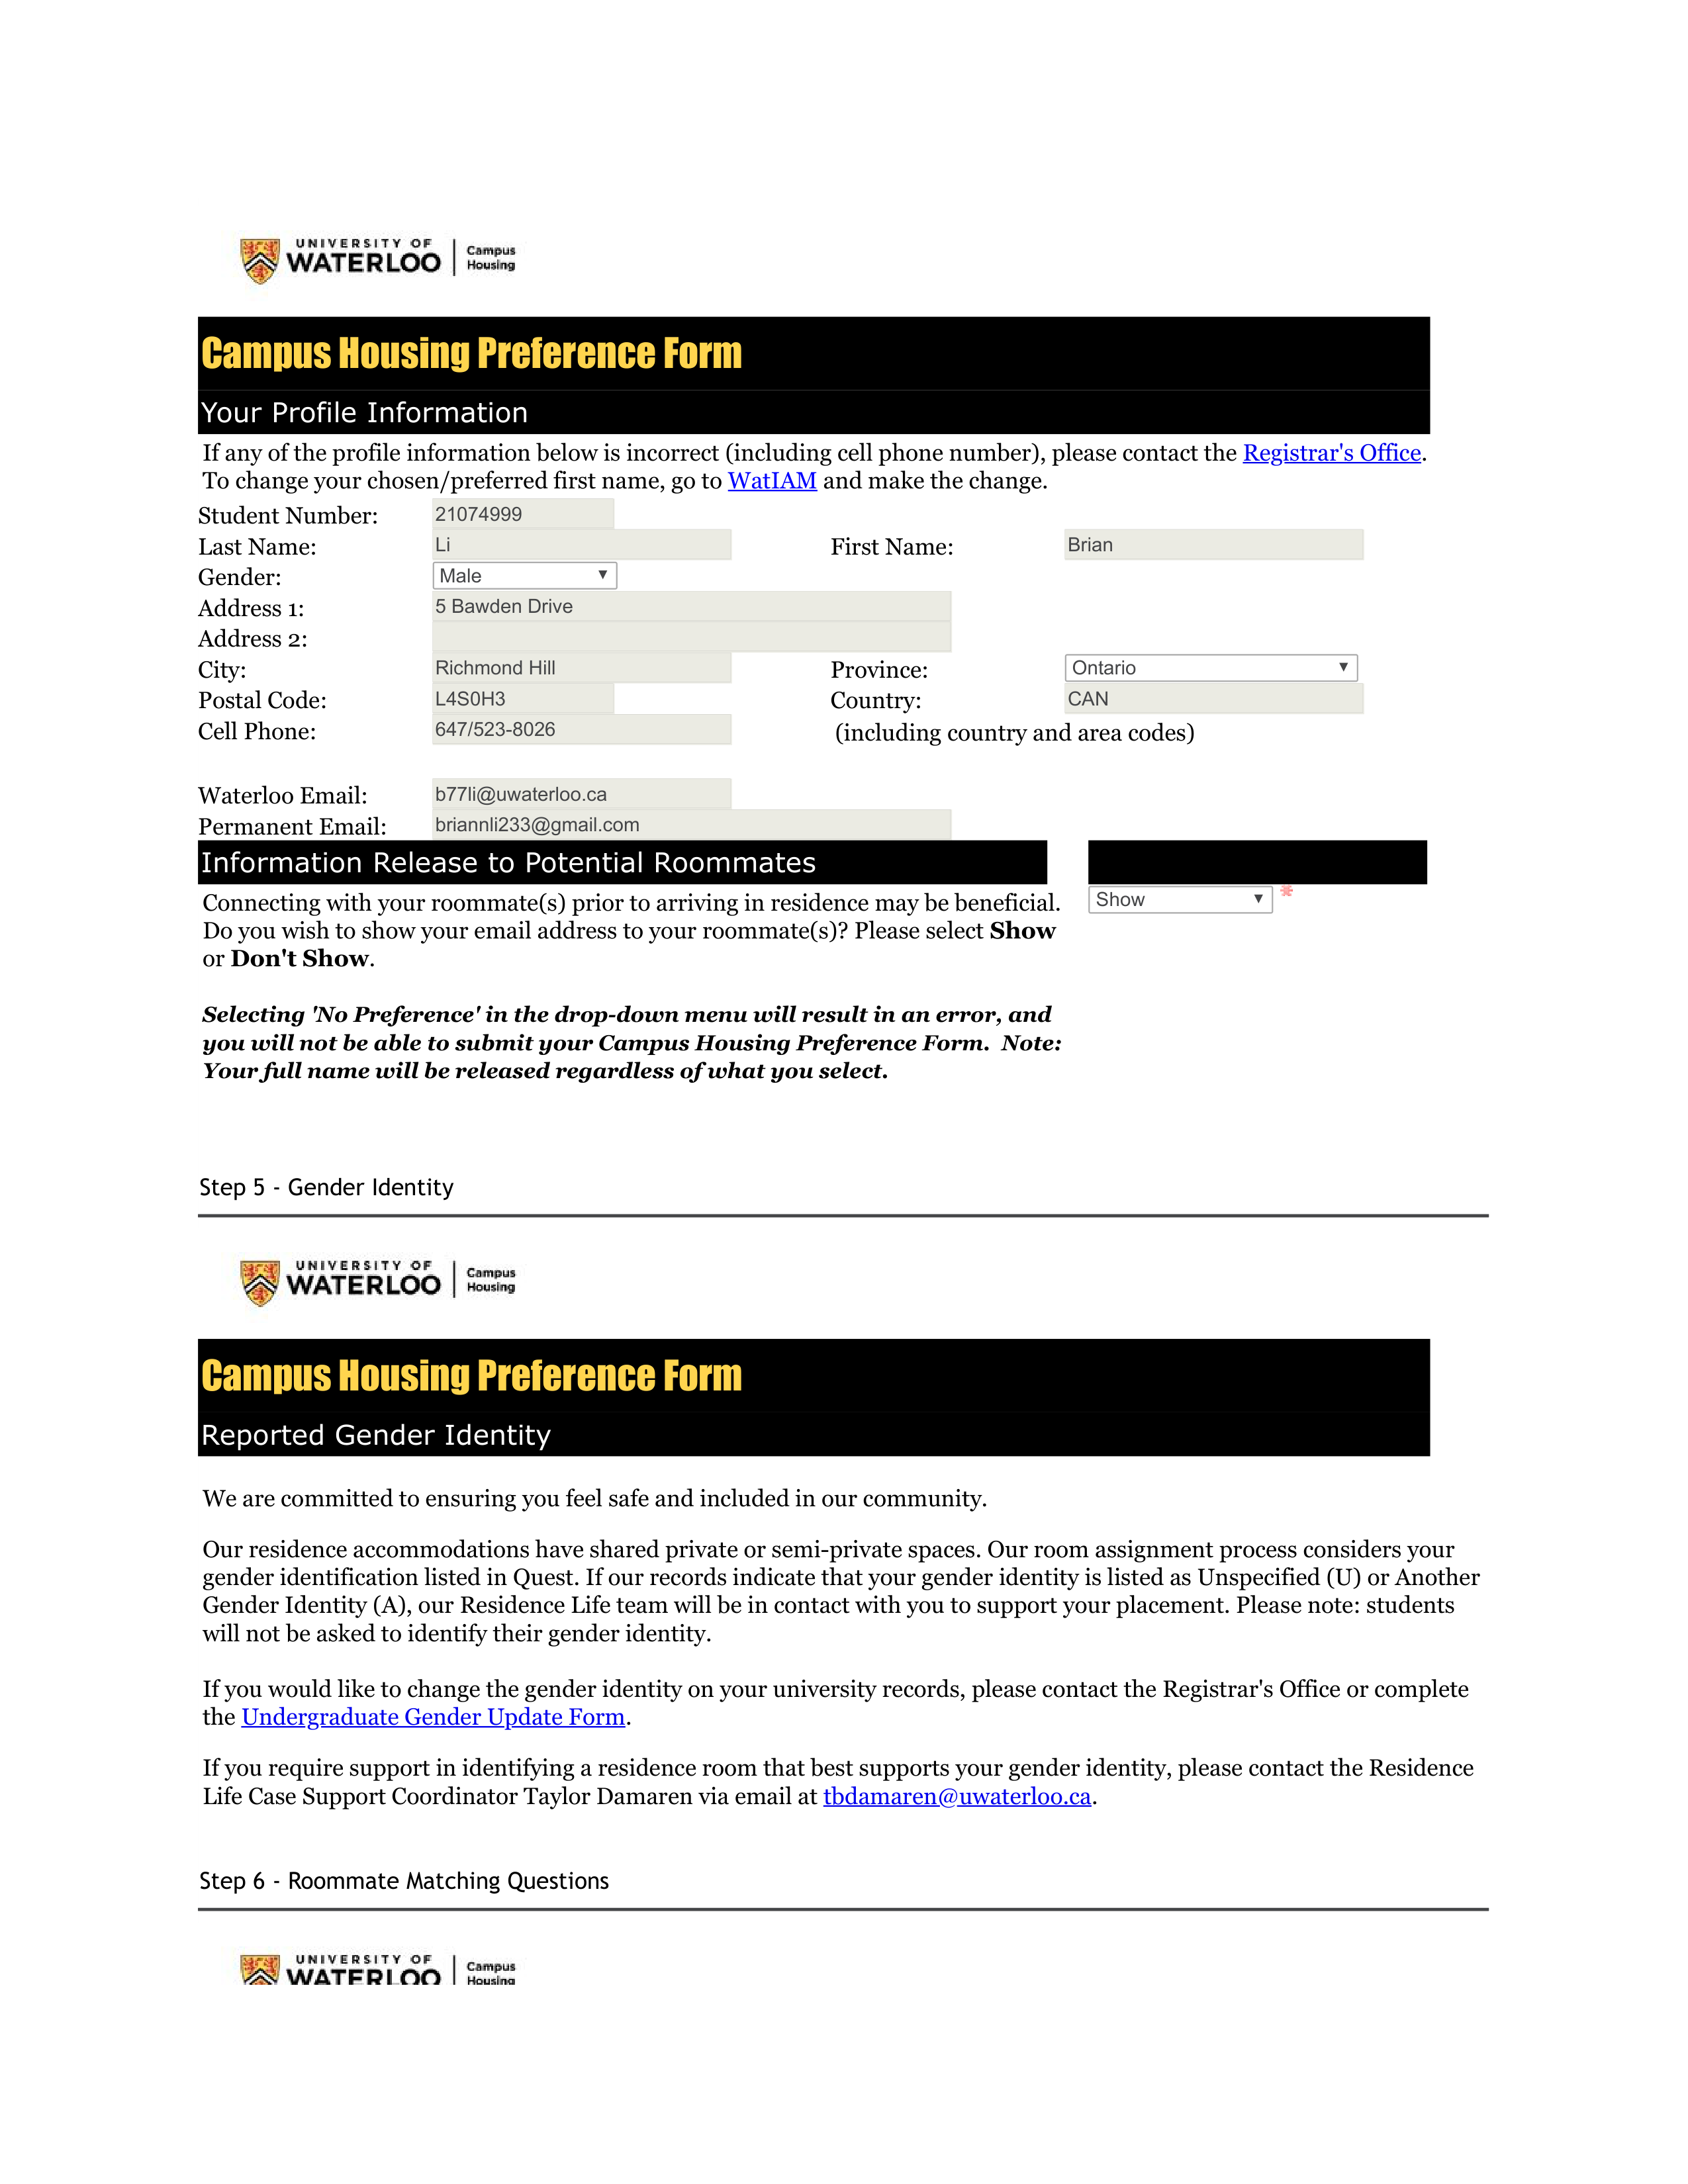 UNIVERSITY OF
WATERLOO
Campus
Housing
Campus Housing Preference Form
Your Profile Information
If any of the profile information below is incorrect (including cell phone number), please contact the Registrar's Office.
To change your chosen/preferred first name, go to WatIAM and make the change.
Student Number: 21074999
Last Name: Li First Name: Brian
Gender: Male
Address 1: 5 Bawden Drive
Address 2:
City: Richmond Hill Province: Ontario
Postal Code: L4S0H3 Country: CAN
Cell Phone: 647/523-8026 (including country and area codes)
Waterloo Email: b77li@uwaterloo.ca
Permanent Email: briannli233@gmail.com
Information Release to Potential Roommates
Connecting with your roommate(s) prior to arriving in residence may be beneficial. Show *
Do you wish to show your email address to your roommate(s)? Please select Show
or Don't Show.
Selecting 'No Preference' in the drop-down menu will result in an error, and
you will not be able to submit your Campus Housing Preference Form. Note:
Your full name will be released regardless of what you select.
Step 5 - Gender Identity
UNIVERSITY OF
WATERLOO
Campus
Housing
Campus Housing Preference Form
Reported Gender Identity
We are committed to ensuring you feel safe and included in our community.
Our residence accommodations have shared private or semi-private spaces. Our room assignment process considers your
gender identification listed in Quest. If our records indicate that your gender identity is listed as Unspecified (U) or Another
Gender Identity (A), our Residence Life team will be in contact with you to support your placement. Please note: students
will not be asked to identify their gender identity.
If you would like to change the gender identity on your university records, please contact the Registrar's Office or complete
the Undergraduate Gender Update Form.
If you require support in identifying a residence room that best supports your gender identity, please contact the Residence
Life Case Support Coordinator Taylor Damaren via email at tbdamaren@uwaterloo.ca.
Step 6 - Roommate Matching Questions
UNIVERSITY OF
WATERLOO
Campus
Housing